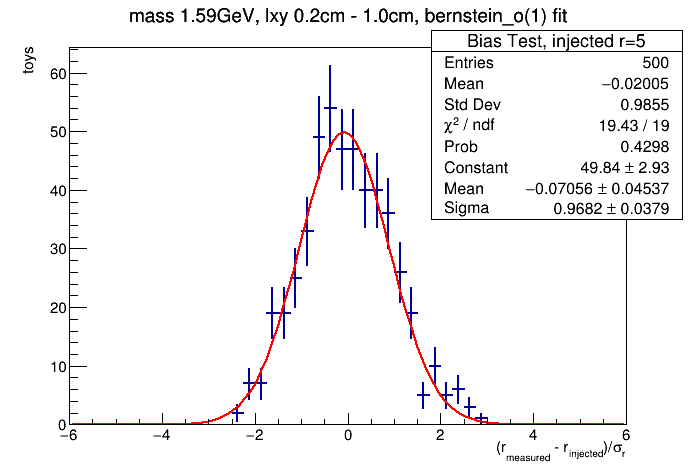 mass 1.59GeV, lxy 0.2cm - 1.0cm, bernstein_o(1) fit
Bias Test, injected r=5
Entries 500
Mean −0.02005
Std Dev 0.9855
χ² / ndf 19.43 / 19
Prob 0.4298
Constant 49.84 ± 2.93
Mean −0.07056 ± 0.04537
Sigma 0.9682 ± 0.0379
toys
60
50
40
30
20
10
0
−6 −4 −2 0 2 4 6
(r_measured - r_injected)/σ_r